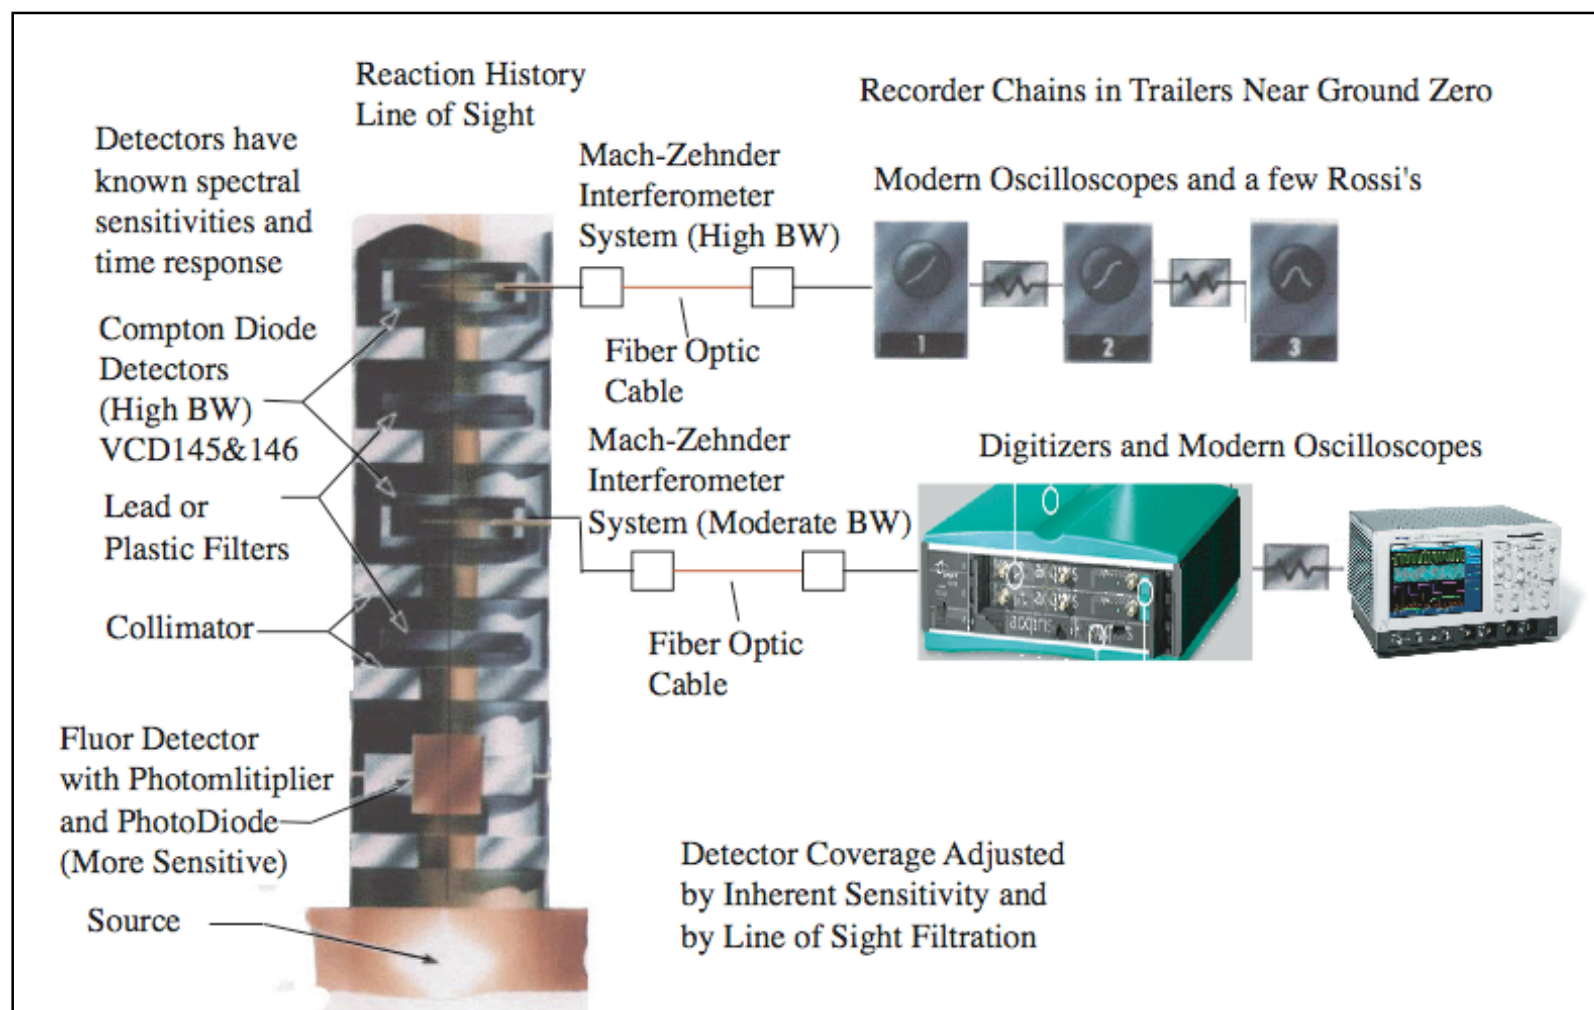 Reaction History
Line of Sight
Recorder Chains in Trailers Near Ground Zero
Detectors have
known spectral
sensitivities and
time response
Mach-Zehnder
Interferometer
System (High BW)
Modern Oscilloscopes and a few Rossi's
1
2
3
Compton Diode
Detectors
(High BW)
VCD145&146
Fiber Optic
Cable
Mach-Zehnder
Interferometer
System (Moderate BW)
Digitizers and Modern Oscilloscopes
Lead or
Plastic Filters
Collimator
Fiber Optic
Cable
Fluor Detector
with Photomlitiplier
and PhotoDiode
(More Sensitive)
Detector Coverage Adjusted
by Inherent Sensitivity and
by Line of Sight Filtration
Source